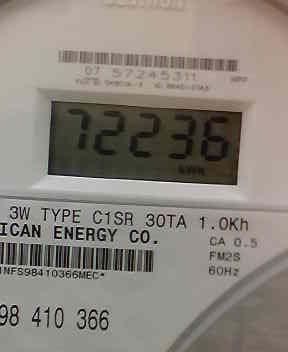 07 57245311
72236
KWH
3W TYPE C1SR 30TA 1.0Kh
ICAN ENERGY CO.
CA 0.5
FM2S
60Hz
1NFS98410366MEC*
98 410 366